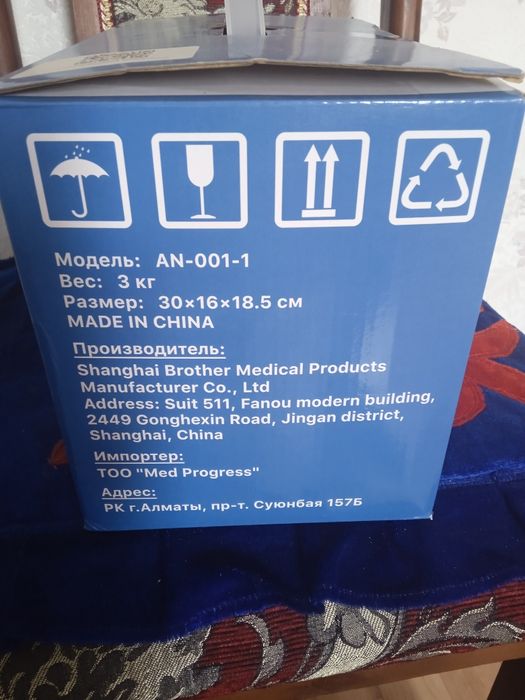 Модель: AN-001-1
Вес: 3 кг
Размер: 30×16×18.5 см
MADE IN CHINA
Производитель:
Shanghai Brother Medical Products
Manufacturer Co., Ltd
Address: Suit 511, Fanou modern building,
2449 Gonghexin Road, Jingan district,
Shanghai, China
Импортер:
ТОО "Med Progress"
Адрес:
РК г.Алматы, пр-т. Суюнбая 157Б